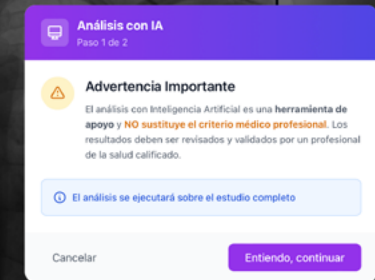 Análisis con IA
Paso 1 de 2
Advertencia Importante
El análisis con Inteligencia Artificial es una herramienta de
apoyo y NO sustituye el criterio médico profesional. Los
resultados deben ser revisados y validados por un profesional
de la salud calificado.
El análisis se ejecutará sobre el estudio completo
Cancelar
Entiendo, continuar